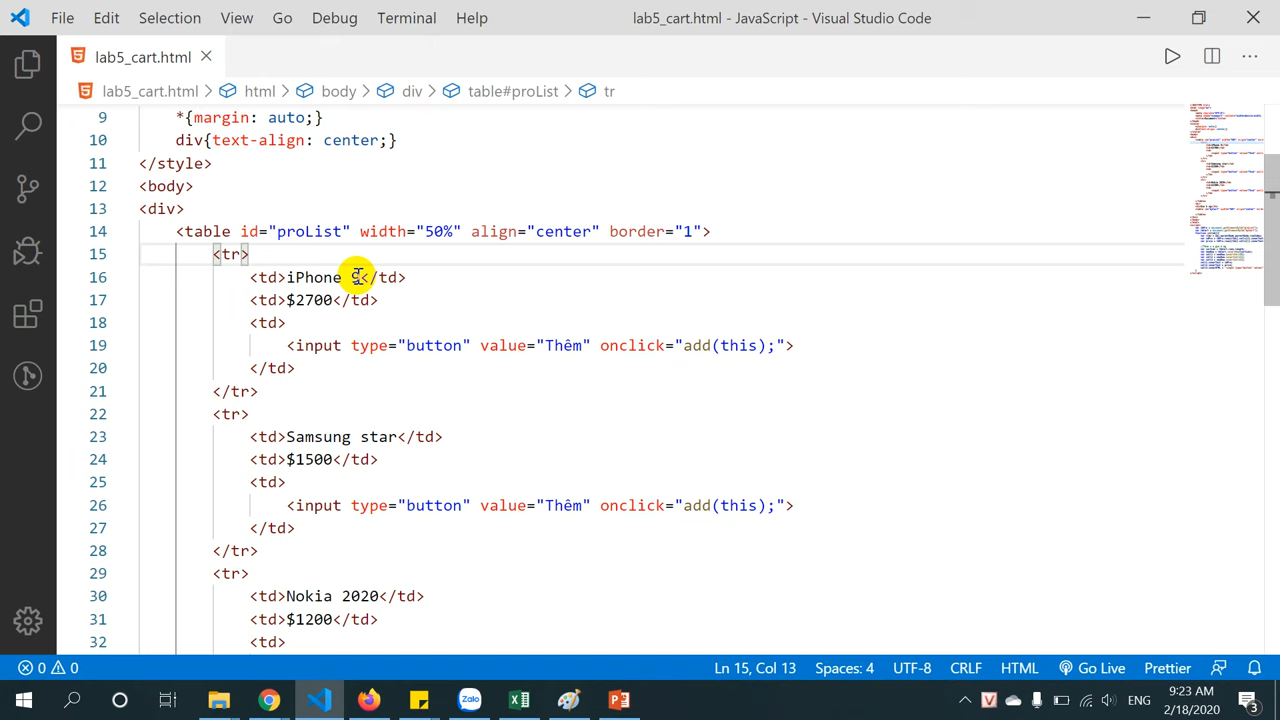 File Edit Selection View Go Debug Terminal Help lab5_cart.html - JavaScript - Visual Studio Code
lab5_cart.html
lab5_cart.html > html > body > div > table#proList > tr
9 *{margin: auto;}
10 div{text-align: center;}
11 </style>
12 <body>
13 <div>
14 <table id="proList" width="50%" align="center" border="1">
15 <tr>
16 <td>iPhone </td>
17 <td>$2700</td>
18 <td>
19 <input type="button" value="Thêm" onclick="add(this);">
20 </td>
21 </tr>
22 <tr>
23 <td>Samsung star</td>
24 <td>$1500</td>
25 <td>
26 <input type="button" value="Thêm" onclick="add(this);">
27 </td>
28 </tr>
29 <tr>
30 <td>Nokia 2020</td>
31 <td>$1200</td>
32 <td>
0 0 Ln 15, Col 13 Spaces: 4 UTF-8 CRLF HTML Go Live Prettier
Zalo ENG
:23 AM
2/18/2020
3